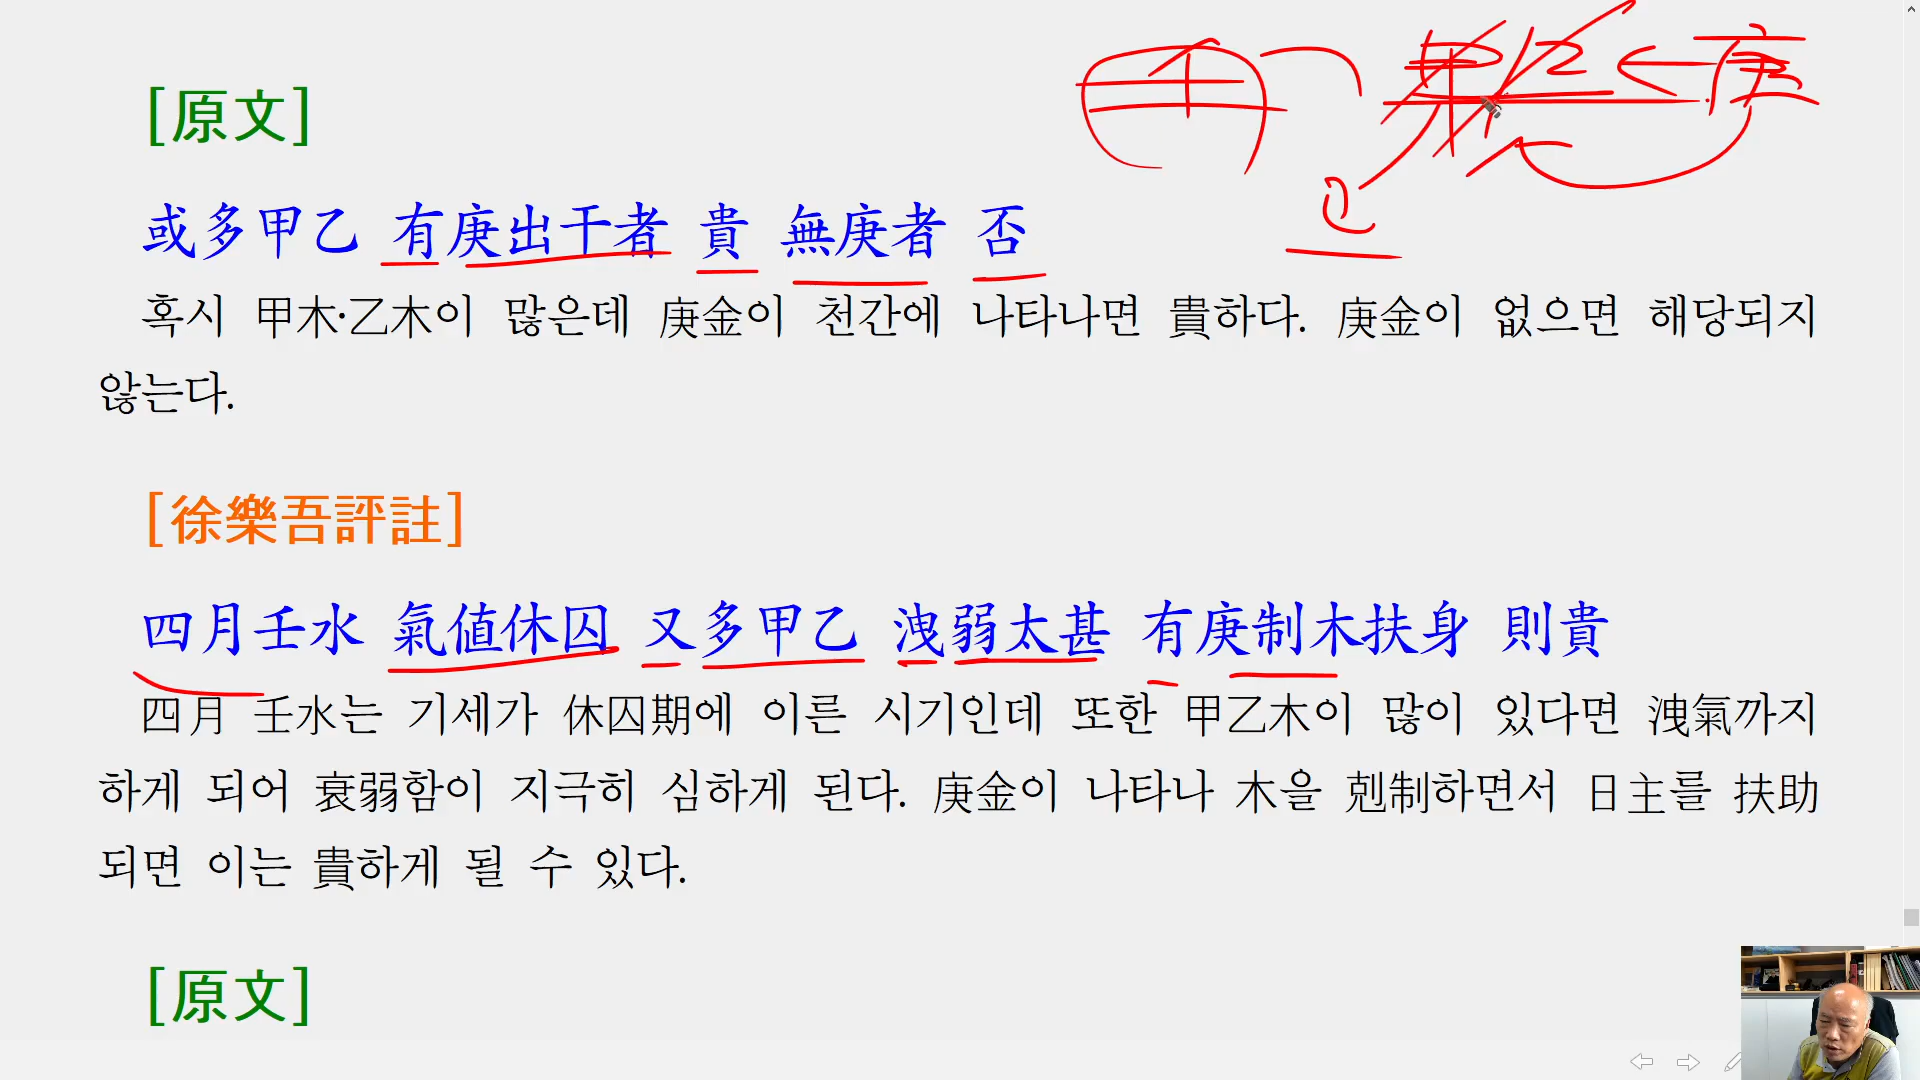 [原文]
或多甲乙 有庚出干者 貴 無庚者 否
혹시 甲木·乙木이 많은데 庚金이 천간에 나타나면 貴하다. 庚金이 없으면 해당되지
않는다.
[徐樂吾評註]
四月壬水 氣値休囚 又多甲乙 洩弱太甚 有庚制木扶身 則貴
四月 壬水는 기세가 休囚期에 이른 시기인데 또한 甲乙木이 많이 있다면 洩氣까지
하게 되어 衰弱함이 지극히 심하게 된다. 庚金이 나타나 木을 剋制하면서 日主를 扶助
되면 이는 貴하게 될 수 있다.
[原文]